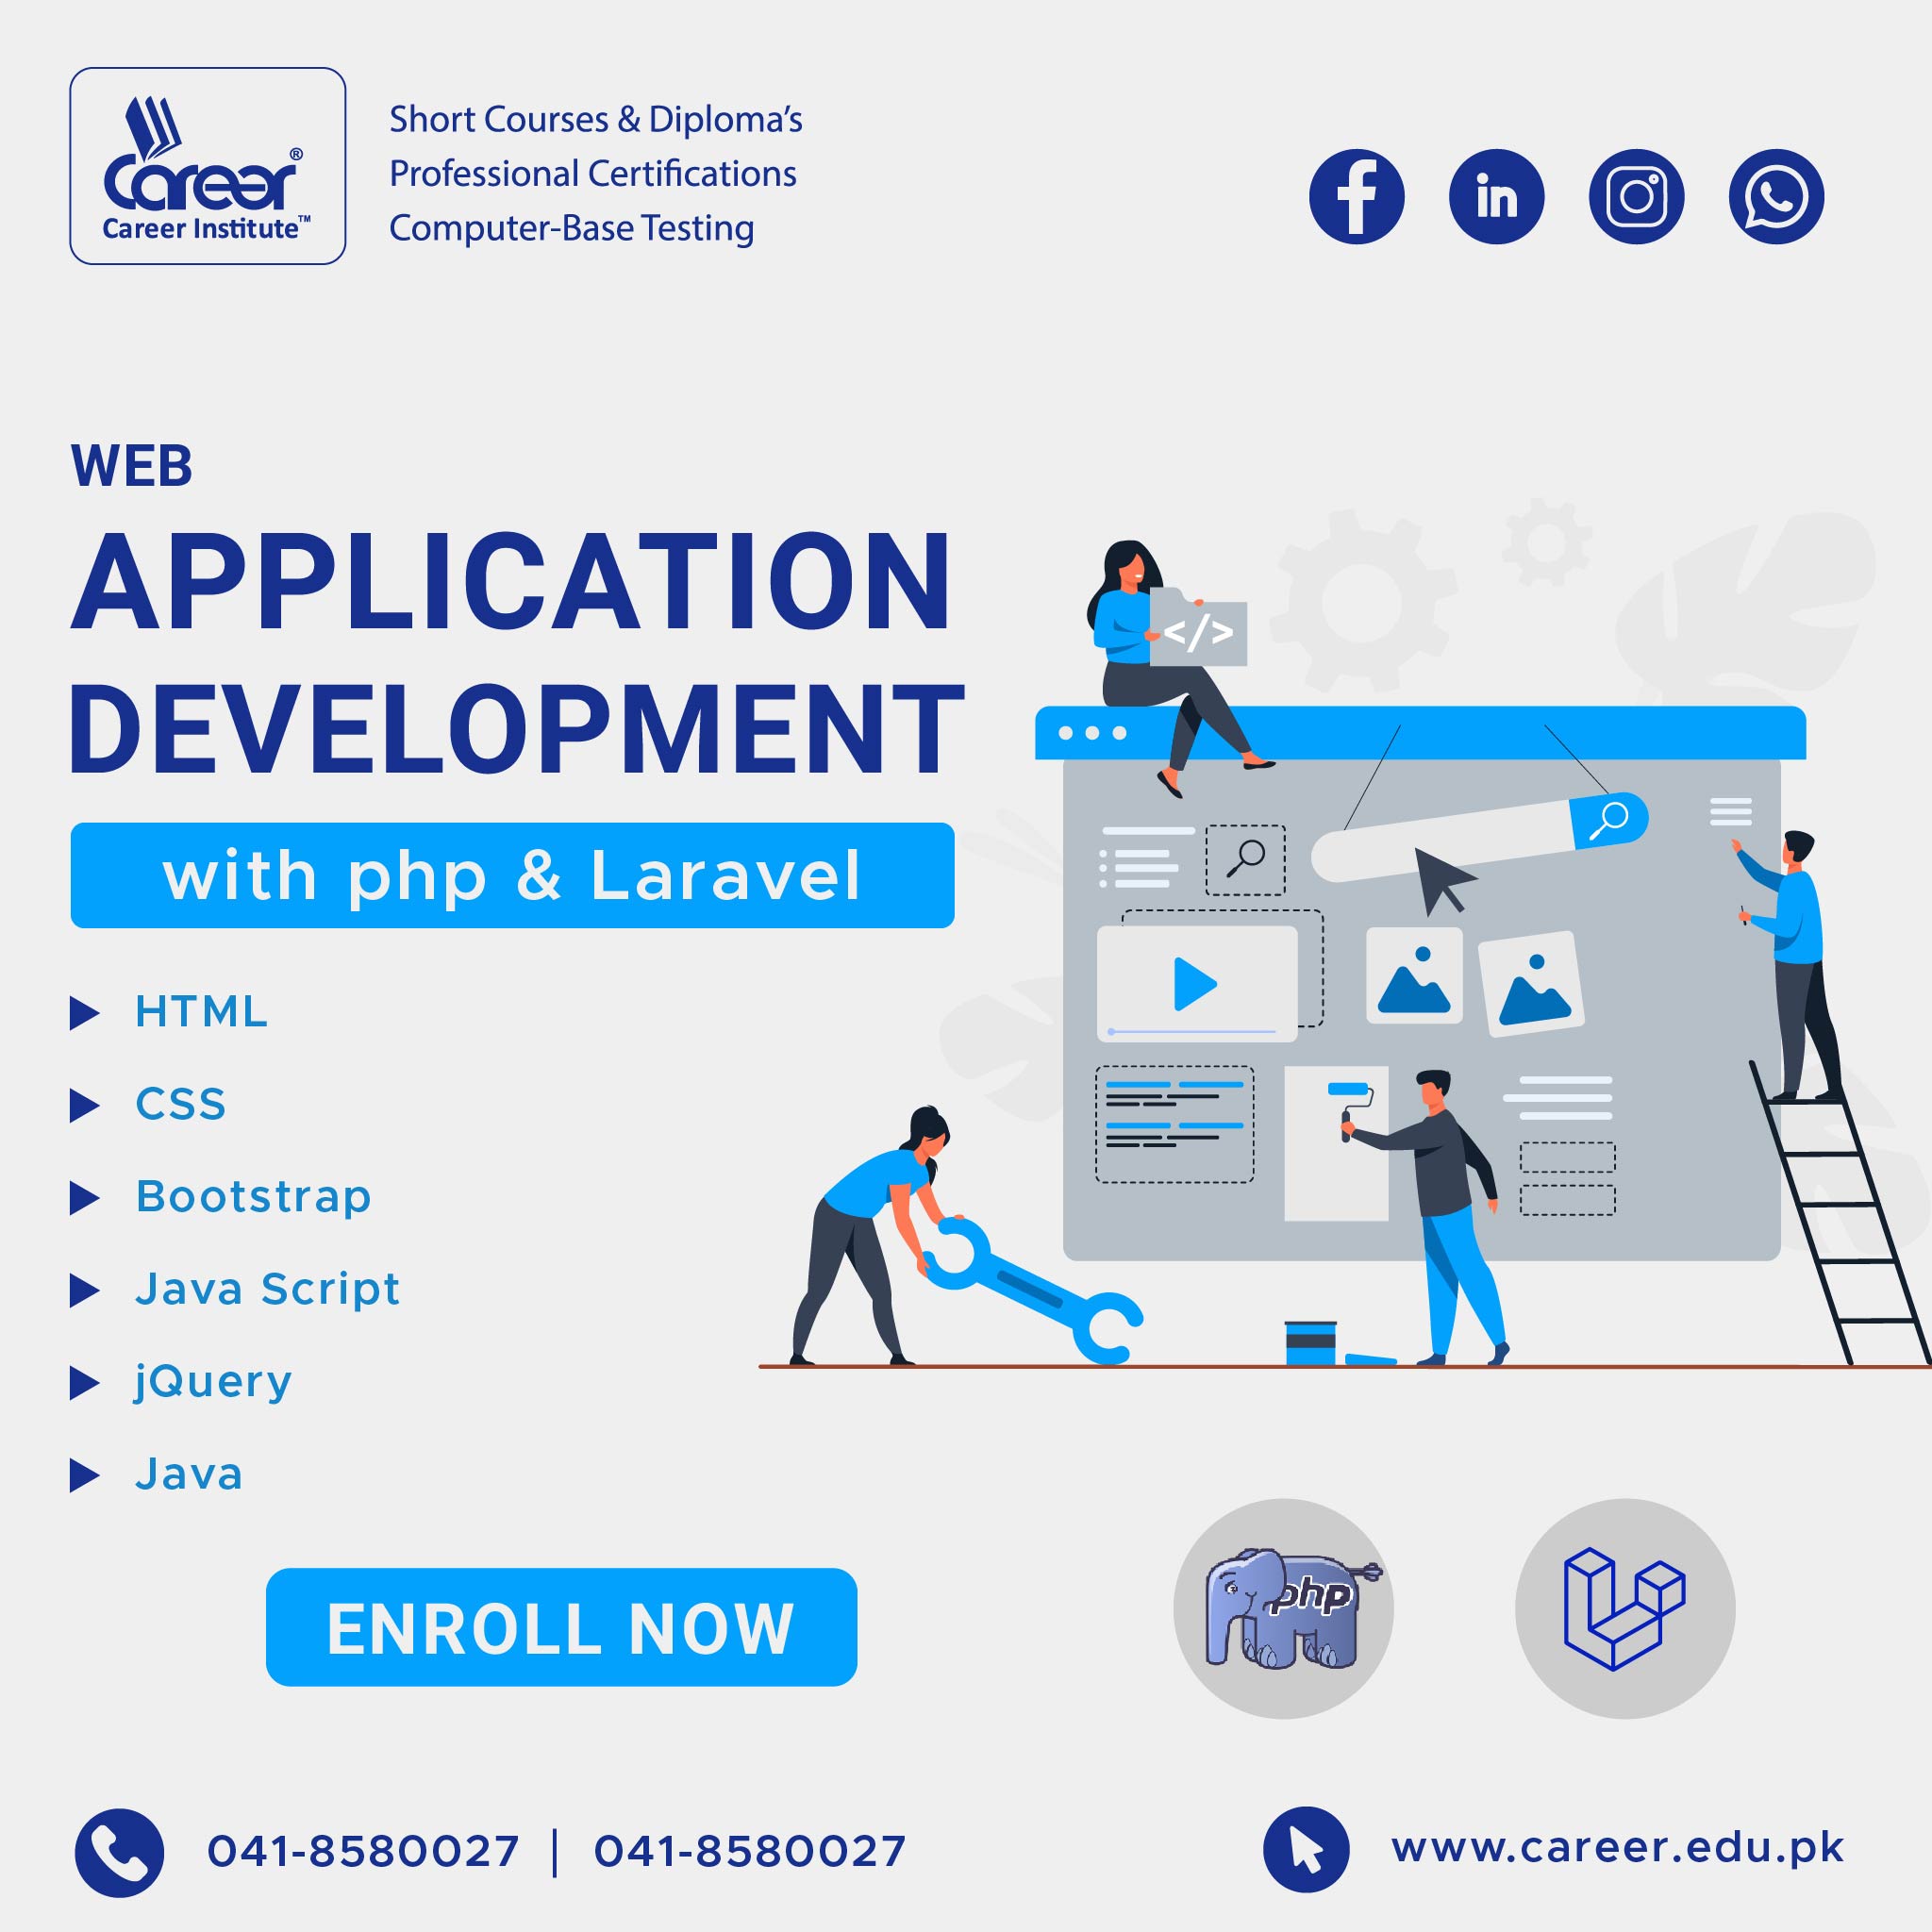 Career®
Career Institute™
Short Courses & Diploma’s
Professional Certifications
Computer-Base Testing
f
in
WEB
APPLICATION
DEVELOPMENT
with php & Laravel
HTML
CSS
Bootstrap
Java Script
jQuery
Java
</>
ENROLL NOW
php
041-8580027 | 041-8580027
www.career.edu.pk